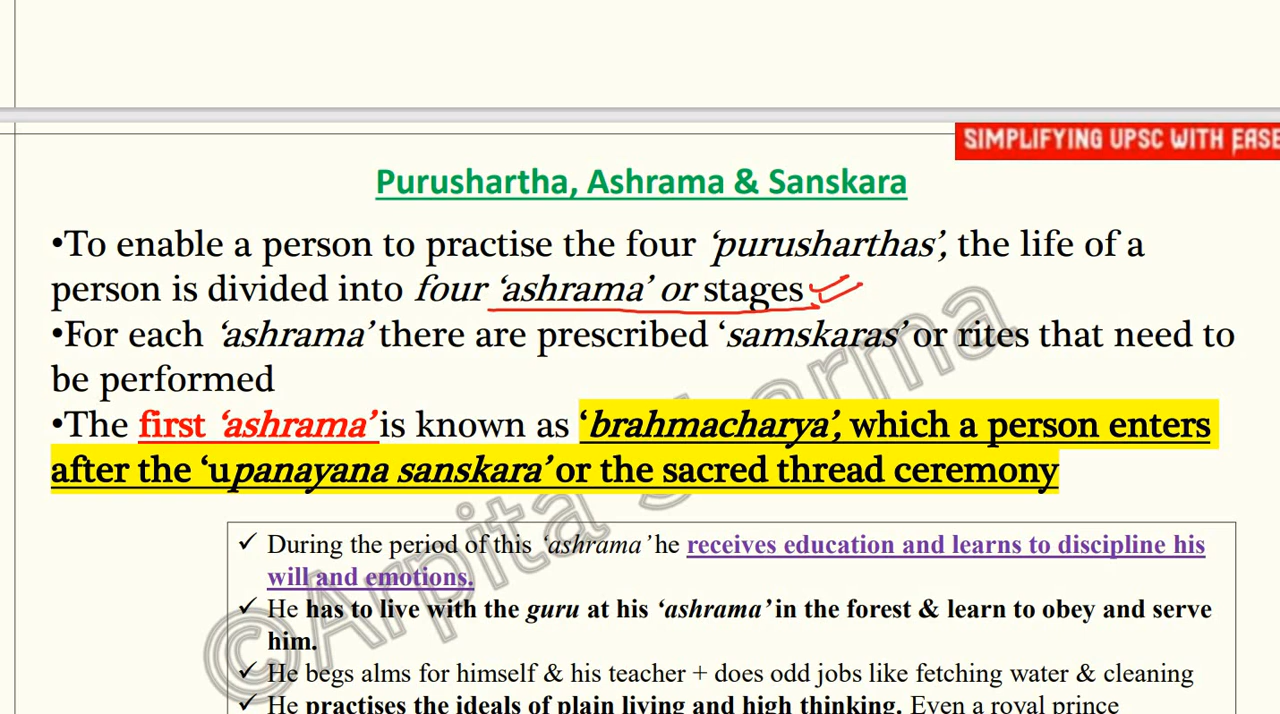 SIMPLIFYING UPSC WITH EASE
Purushartha, Ashrama & Sanskara
•To enable a person to practise the four ‘purusharthas’, the life of a
person is divided into four ‘ashrama’ or stages
•For each ‘ashrama’ there are prescribed ‘samskaras’ or rites that need to
be performed
•The first ‘ashrama’ is known as ‘brahmacharya’, which a person enters
after the ‘upanayana sanskara’ or the sacred thread ceremony
✓ During the period of this ‘ashrama’ he receives education and learns to discipline his
will and emotions.
✓ He has to live with the guru at his ‘ashrama’ in the forest & learn to obey and serve
him.
✓ He begs alms for himself & his teacher + does odd jobs like fetching water & cleaning
✓ He practises the ideals of plain living and high thinking. Even a royal prince
©Arpita Sharma